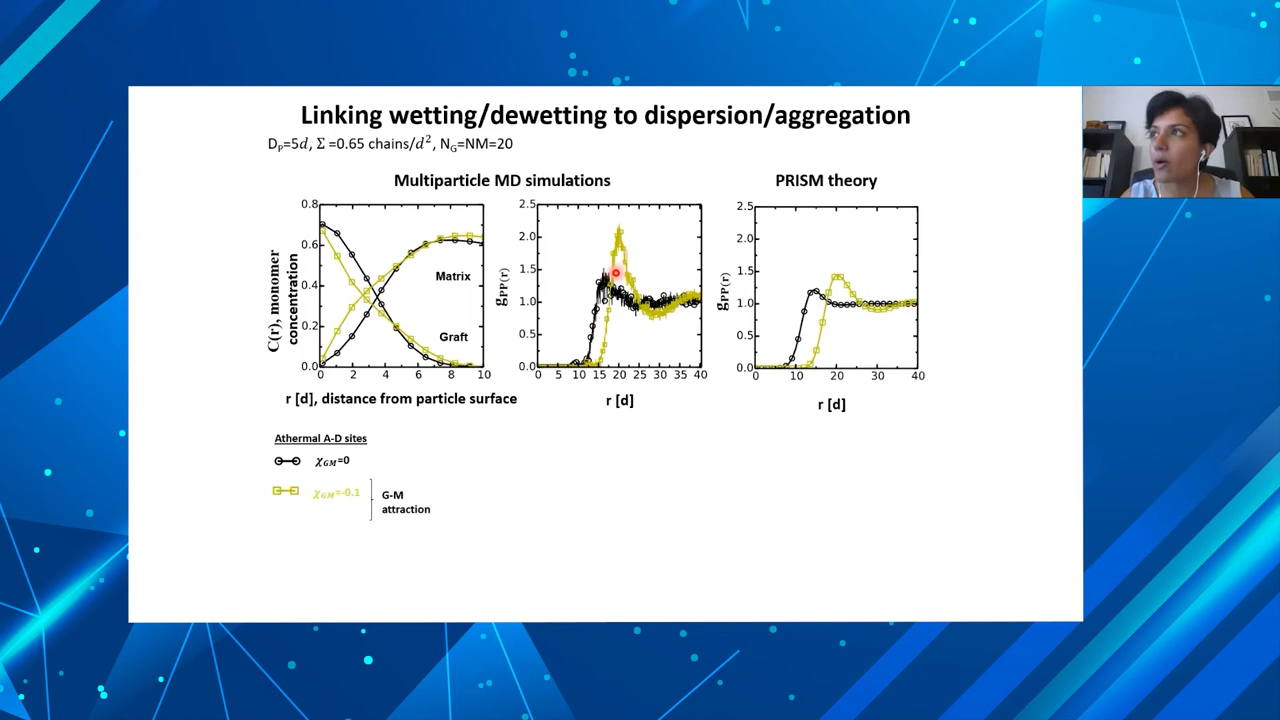 Linking wetting/dewetting to dispersion/aggregation
D_P=5d, Σ =0.65 chains/d², N_G=NM=20
Multiparticle MD simulations
PRISM theory
C(r), monomer
concentration
0.8
0.6
0.4
0.2
0.0
0 2 4 6 8 10
Matrix
Graft
r [d], distance from particle surface
g_PP(r)
2.5
2.0
1.5
1.0
0.5
0.0
0 5 10 15 20 25 30 35 40
r [d]
g_PP(r)
2.5
2.0
1.5
1.0
0.5
0.0
0 10 20 30 40
r [d]
Athermal A-D sites
χ_GM=0
χ_GM=-0.1
G-M
attraction